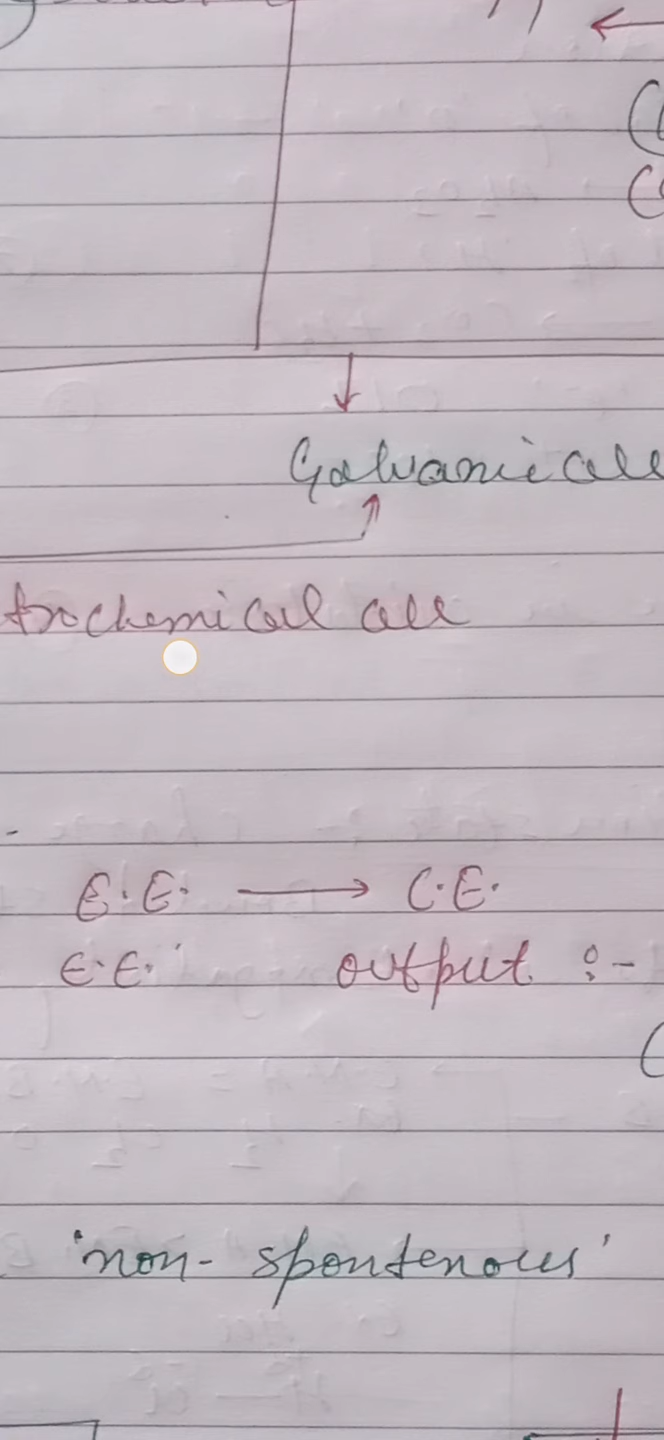 Galvanic Cell
trochemical cell
E.E. ⟶ C.E.
E.E. output :-
'non- spontenous'